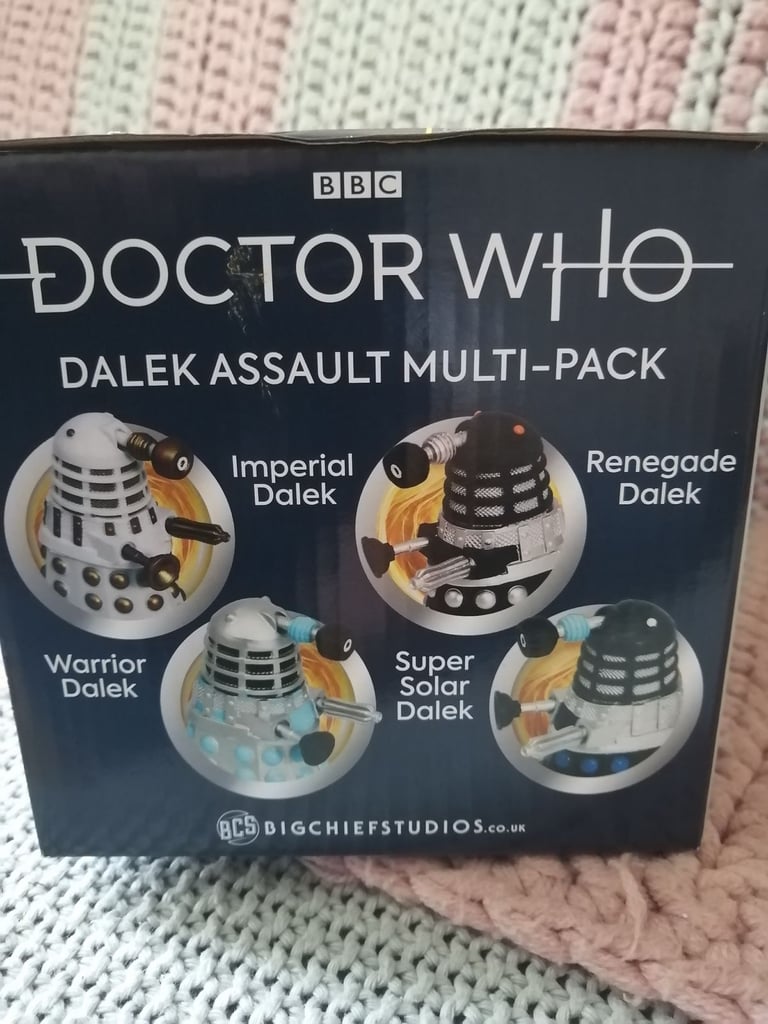 BBC
DOCTOR WHO
DALEK ASSAULT MULTI-PACK
Imperial
Dalek
Renegade
Dalek
Warrior
Dalek
Super
Solar
Dalek
BCS BIGCHIEFSTUDIOS.CO.UK